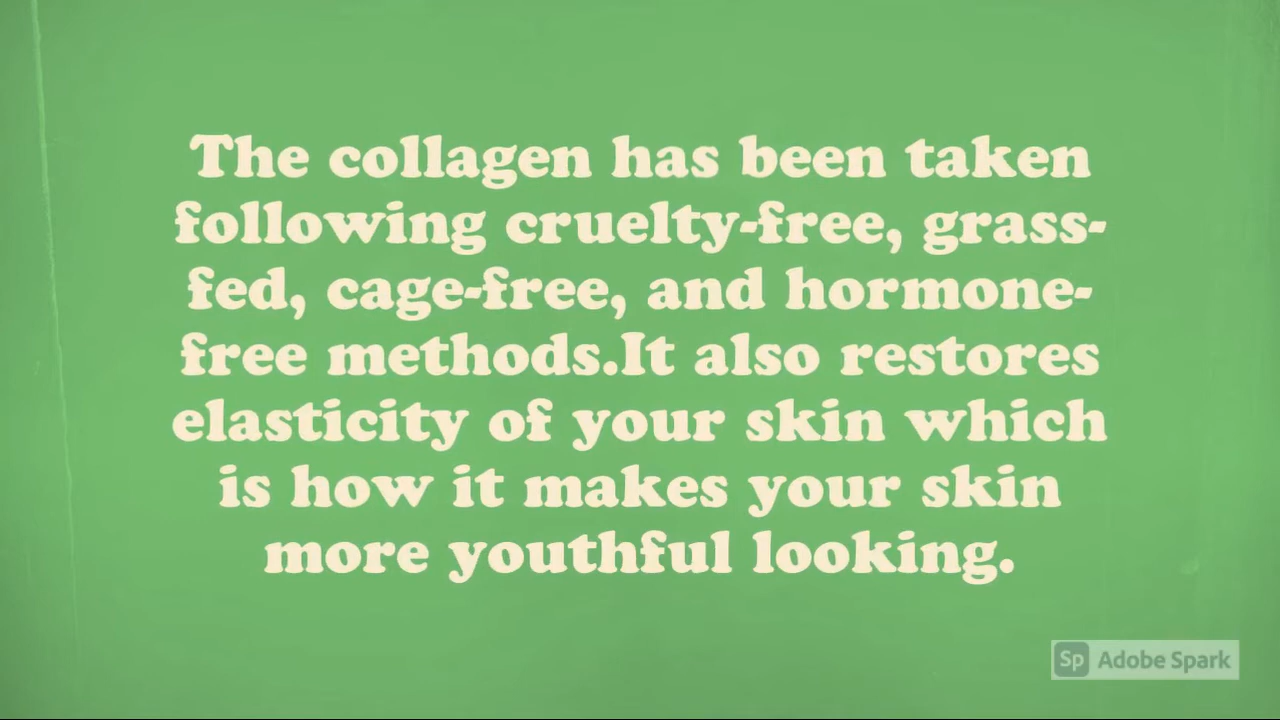 The collagen has been taken
following cruelty-free, grass-
fed, cage-free, and hormone-
free methods.It also restores
elasticity of your skin which
is how it makes your skin
more youthful looking.
Sp Adobe Spark